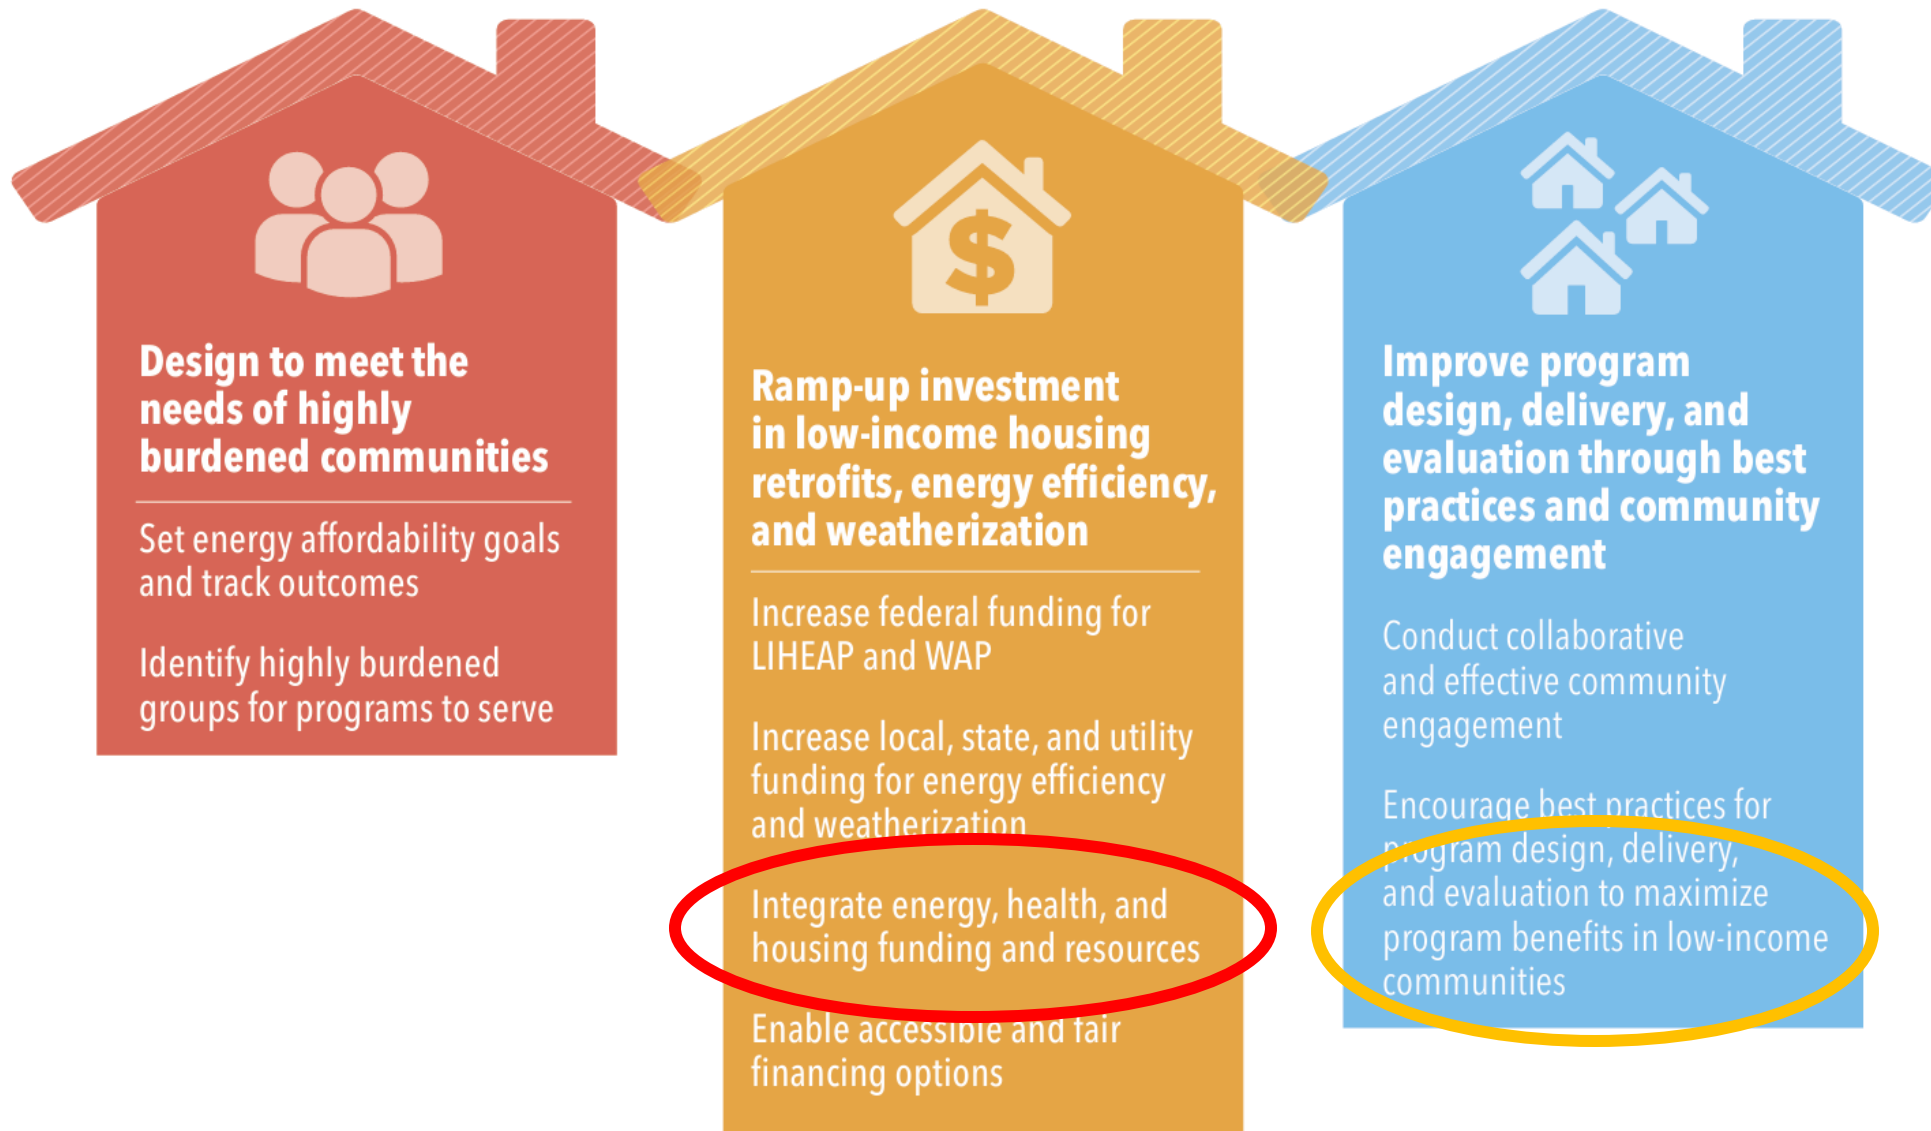 Design to meet the
needs of highly
burdened communities
Set energy affordability goals
and track outcomes
Identify highly burdened
groups for programs to serve
$
Ramp-up investment
in low-income housing
retrofits, energy efficiency,
and weatherization
Increase federal funding for
LIHEAP and WAP
Increase local, state, and utility
funding for energy efficiency
and weatherization
Integrate energy, health, and
housing funding and resources
Enable accessible and fair
financing options
Improve program
design, delivery, and
evaluation through best
practices and community
engagement
Conduct collaborative
and effective community
engagement
Encourage best practices for
program design, delivery,
and evaluation to maximize
program benefits in low-income
communities